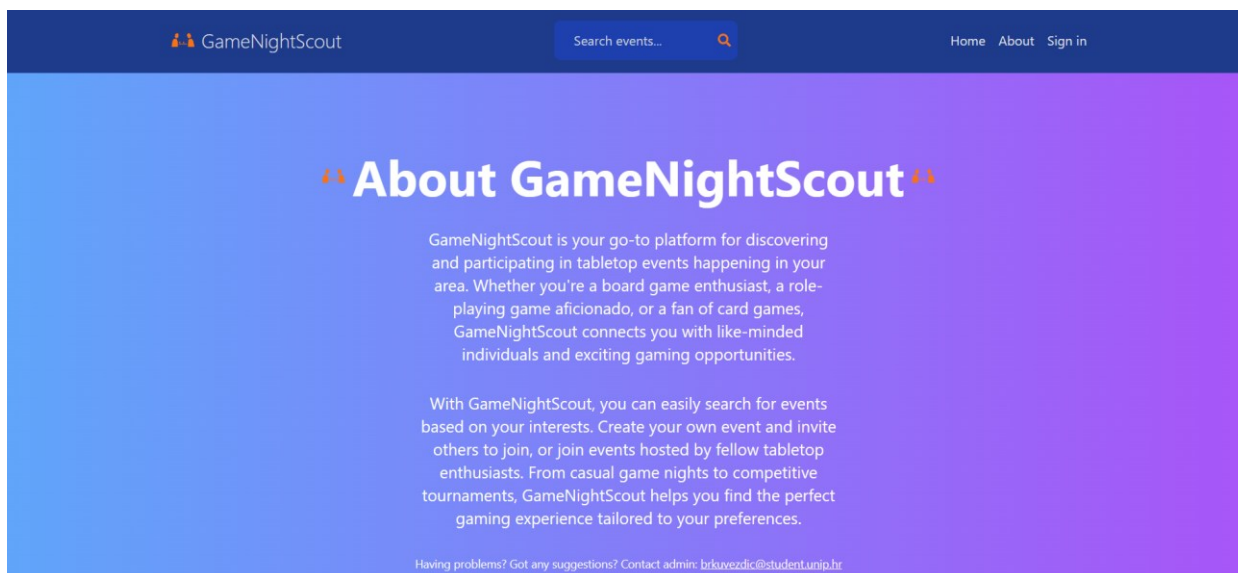 GameNightScout
Search events...
Home About Sign in
About GameNightScout
GameNightScout is your go-to platform for discovering
and participating in tabletop events happening in your
area. Whether you're a board game enthusiast, a role-
playing game aficionado, or a fan of card games,
GameNightScout connects you with like-minded
individuals and exciting gaming opportunities.
With GameNightScout, you can easily search for events
based on your interests. Create your own event and invite
others to join, or join events hosted by fellow tabletop
enthusiasts. From casual game nights to competitive
tournaments, GameNightScout helps you find the perfect
gaming experience tailored to your preferences.
Having problems? Got any suggestions? Contact admin: brkuvezdic@student.unip.hr